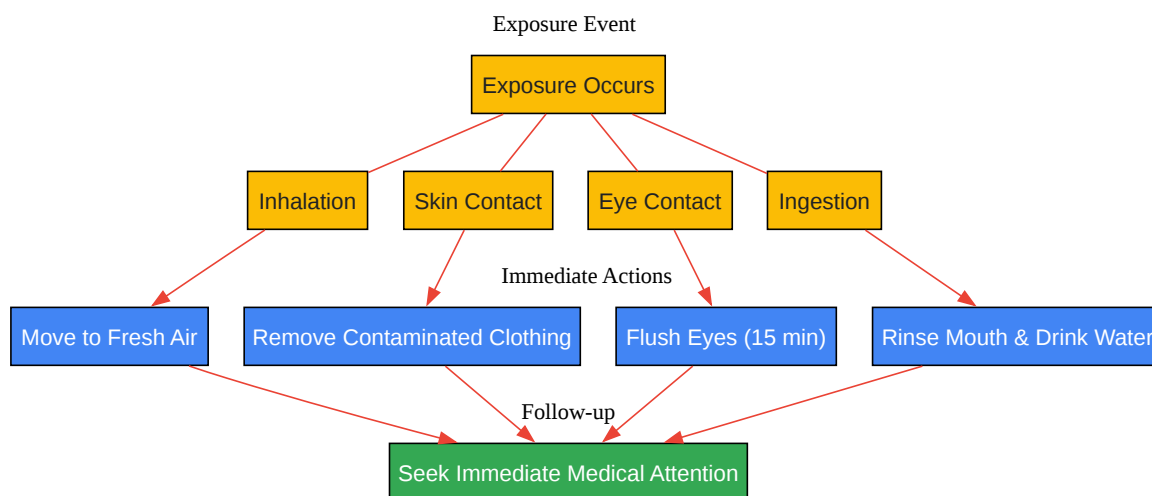 Exposure Event
Exposure Occurs
Inhalation
Skin Contact
Eye Contact
Ingestion
Immediate Actions
Move to Fresh Air
Remove Contaminated Clothing
Flush Eyes (15 min)
Rinse Mouth & Drink Water
Follow-up
Seek Immediate Medical Attention